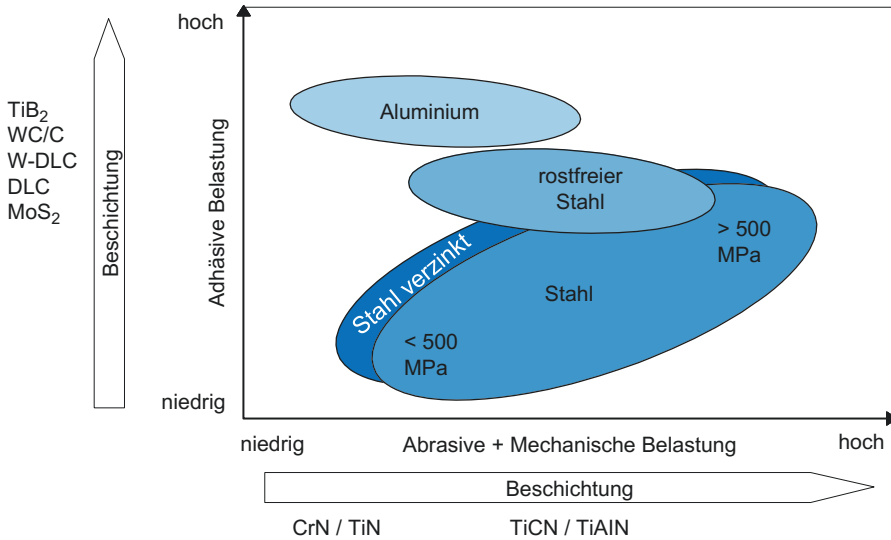 hoch
TiB₂
WC/C
W-DLC
DLC
MoS₂
Beschichtung
Adhäsive Belastung
Aluminium
rostfreier
Stahl
> 500
MPa
Stahl verzinkt
Stahl
< 500
MPa
niedrig
niedrig
Abrasive + Mechanische Belastung
hoch
Beschichtung
CrN / TiN
TiCN / TiAlN